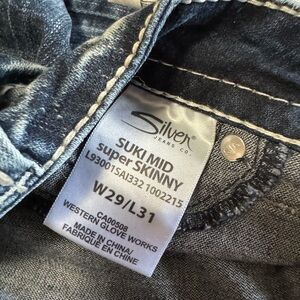 Silver
JEANS CO.
SUKI MID
super SKINNY
L93001SAI332 1002215
W29/L31
CA00508
WESTERN GLOVE WORKS
MADE IN CHINA/
FABRIQUÉ EN CHINE